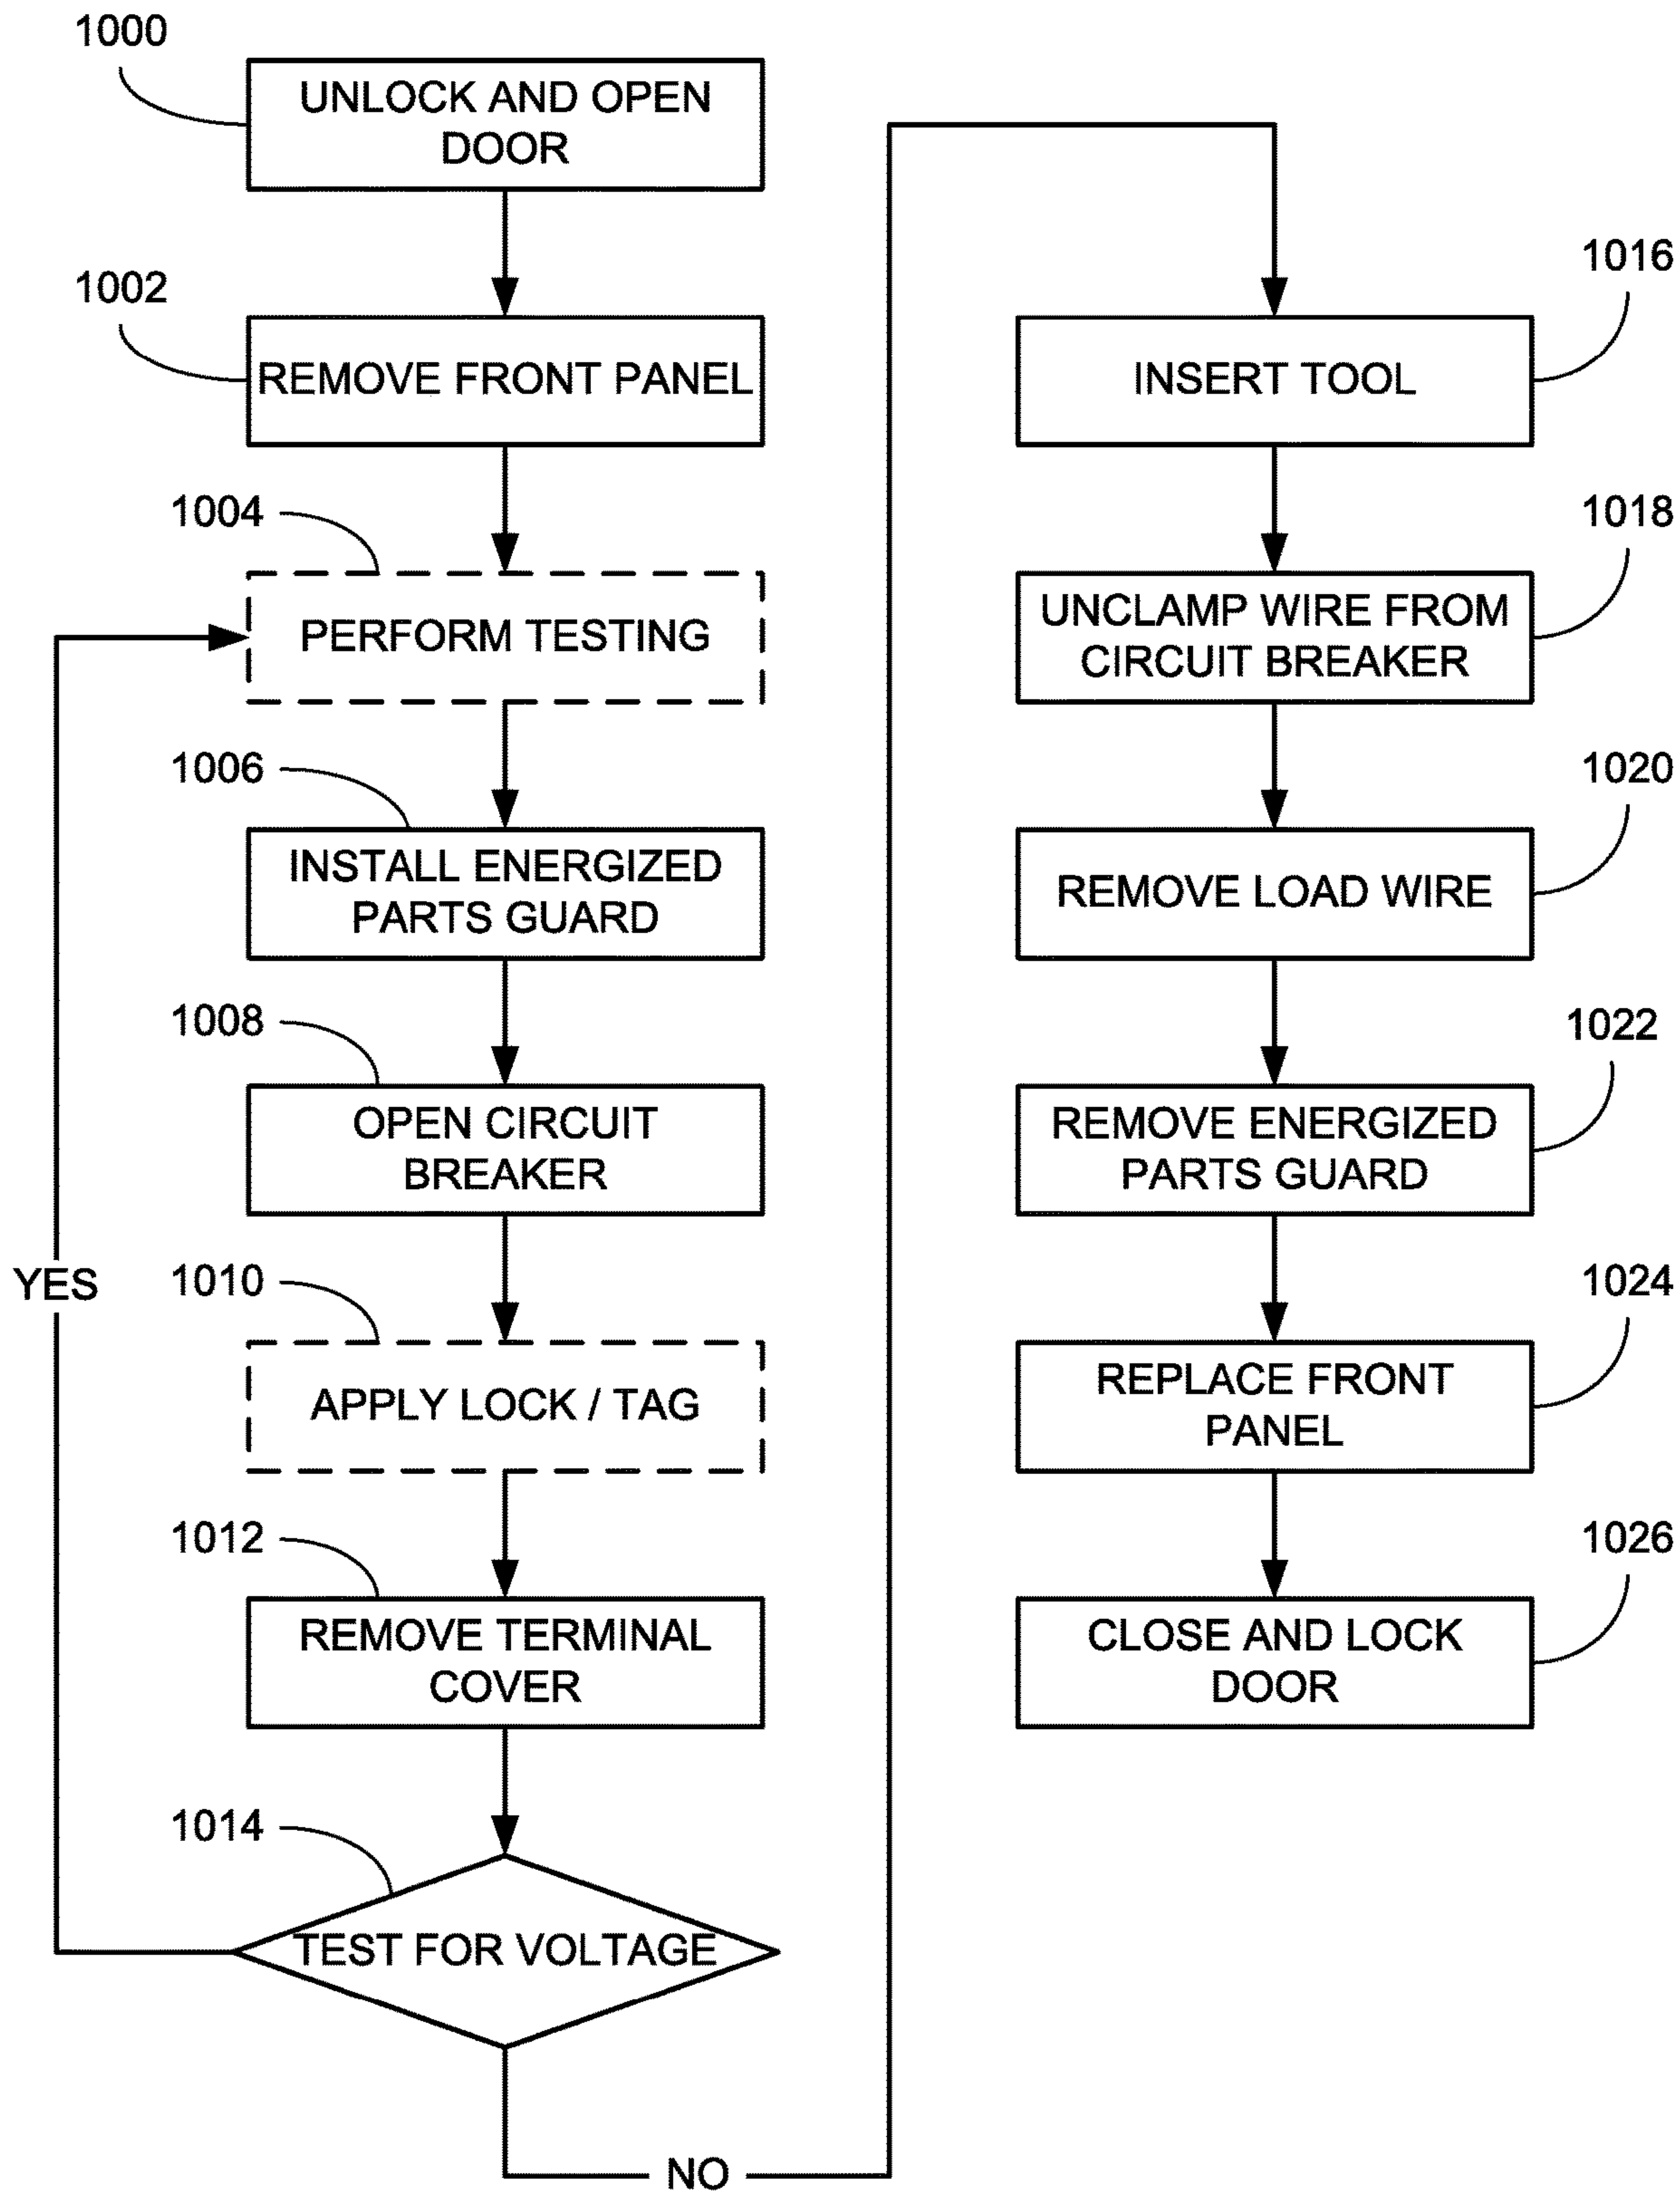 1000
UNLOCK AND OPEN
DOOR
1002
REMOVE FRONT PANEL
1004
PERFORM TESTING
1006
INSTALL ENERGIZED
PARTS GUARD
1008
OPEN CIRCUIT
BREAKER
YES
1010
APPLY LOCK / TAG
1012
REMOVE TERMINAL
COVER
1014
TEST FOR VOLTAGE
NO
1016
INSERT TOOL
1018
UNCLAMP WIRE FROM
CIRCUIT BREAKER
1020
REMOVE LOAD WIRE
1022
REMOVE ENERGIZED
PARTS GUARD
1024
REPLACE FRONT
PANEL
1026
CLOSE AND LOCK
DOOR